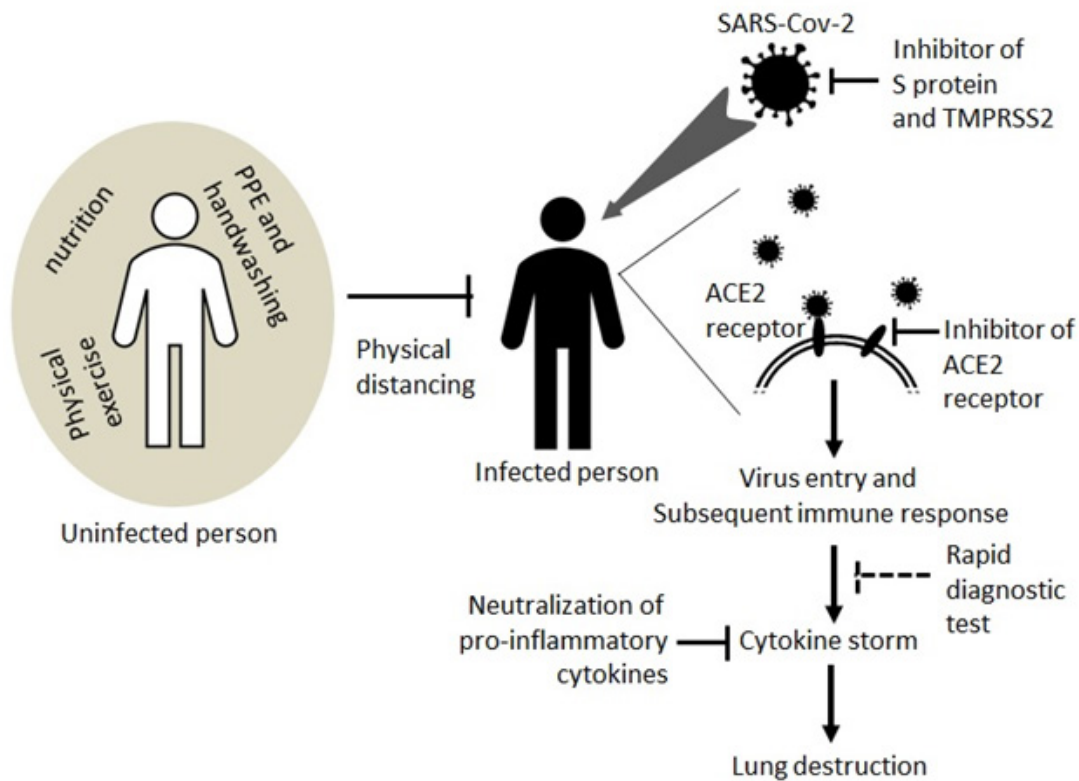 SARS-Cov-2
Inhibitor of
S protein
and TMPRSS2
nutrition
PPE and
handwashing
Physical
exercise
Uninfected person
Physical
distancing
Infected person
ACE2
receptor
Inhibitor of
ACE2
receptor
Virus entry and
Subsequent immune response
Rapid
diagnostic
test
Neutralization of
pro-inflammatory
cytokines
Cytokine storm
Lung destruction